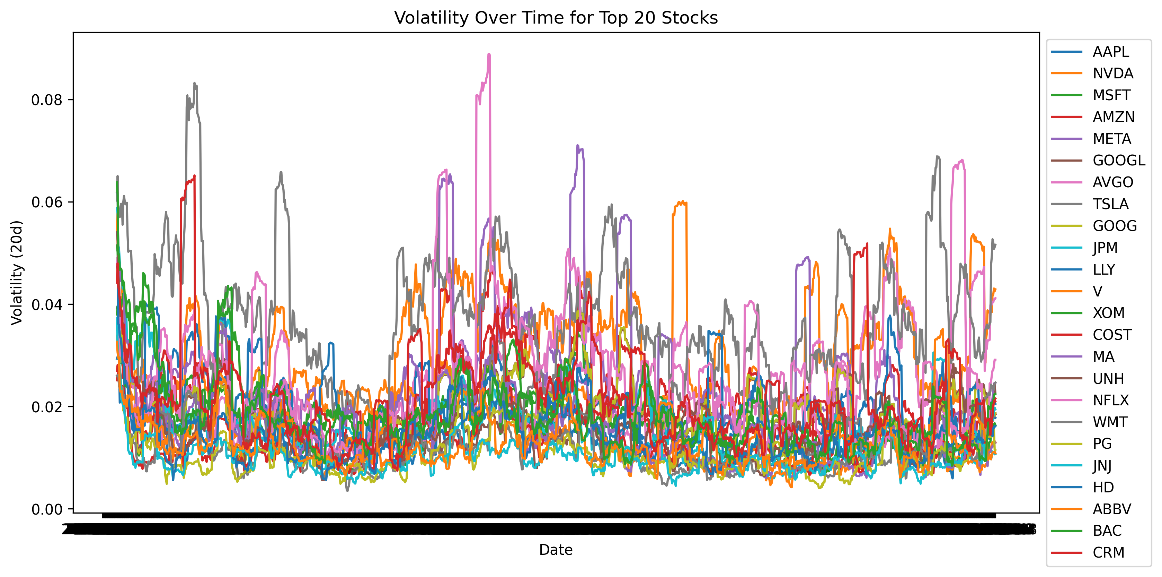 Volatility Over Time for Top 20 Stocks
0.08
0.06
0.04
0.02
0.00
Volatility (20d)
Date
AAPL
NVDA
MSFT
AMZN
META
GOOGL
AVGO
TSLA
GOOG
JPM
LLY
V
XOM
COST
MA
UNH
NFLX
WMT
PG
JNJ
HD
ABBV
BAC
CRM